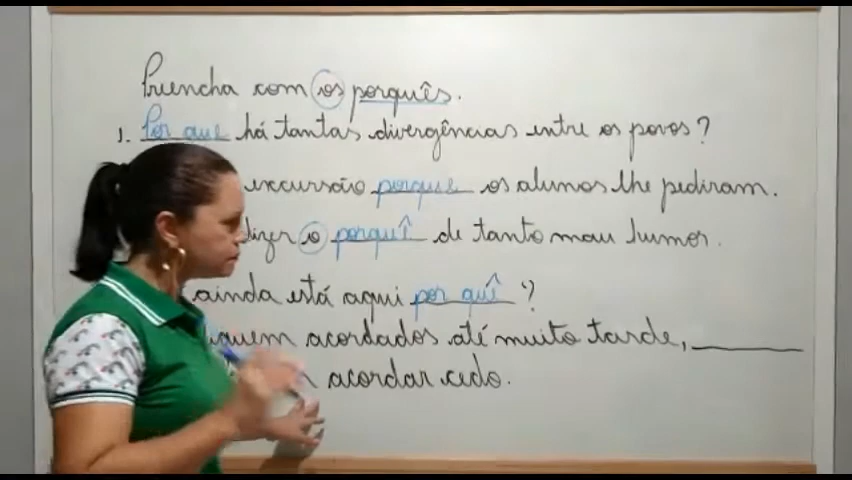 Preencha com os porquês.
1. Por que há tantas divergências entre os povos?
excursão porque os alunos lhe pediram.
dizer o porquê de tanto mau humor.
ainda está aqui por quê ?
quem acordados até muito tarde,
acordar cedo.